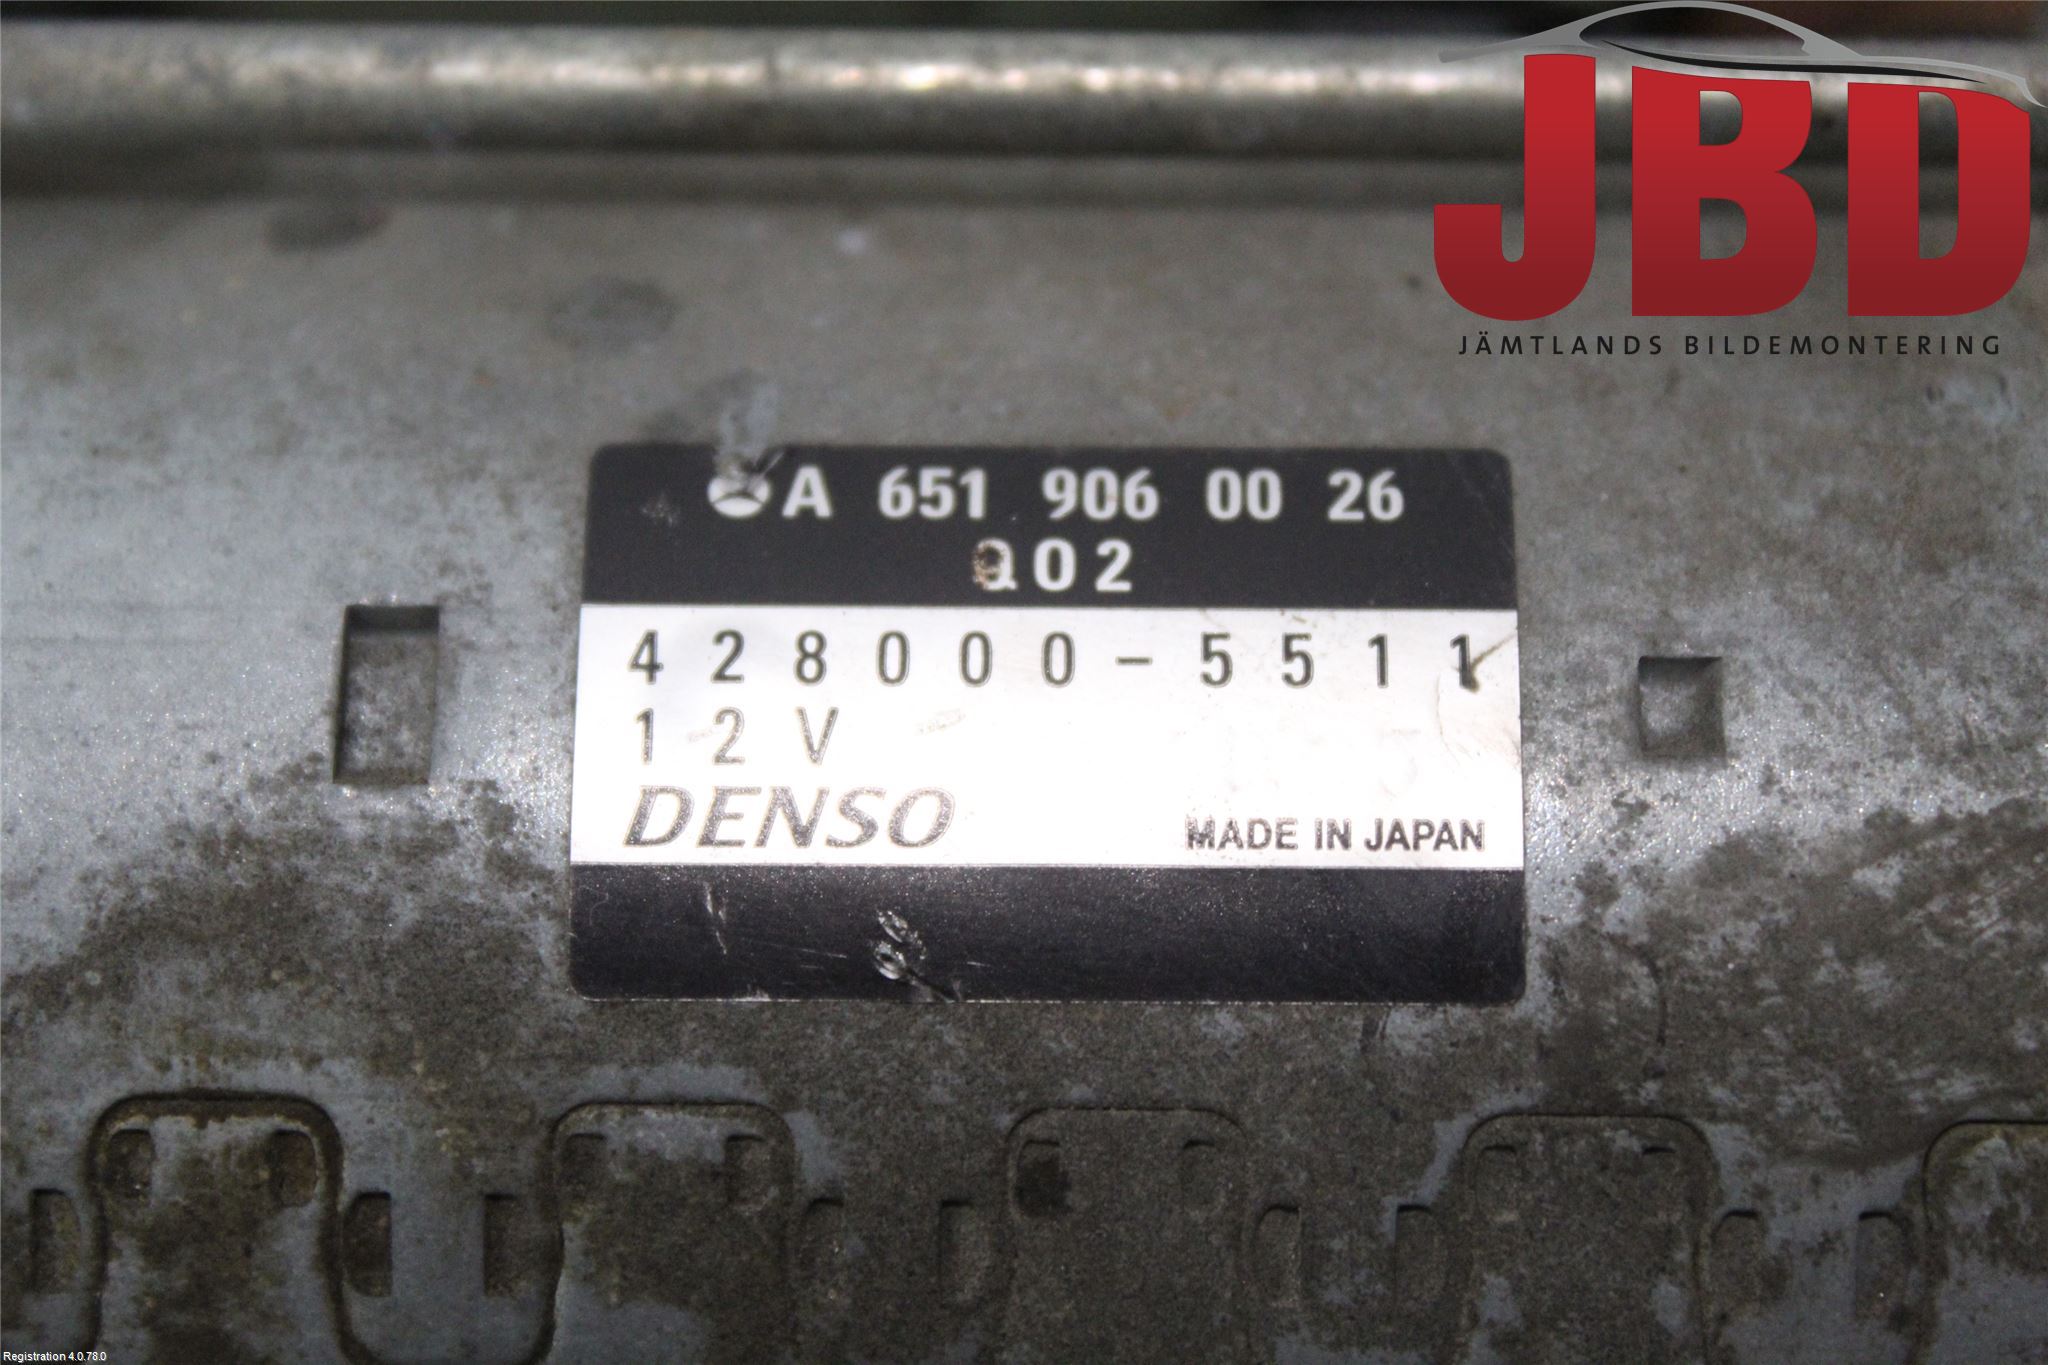 JBD
JÄMTLANDS BILDEMONTERING
A 651 906 00 26
002
428000-5511
12V
DENSO
MADE IN JAPAN
Registration 4.0.78.0